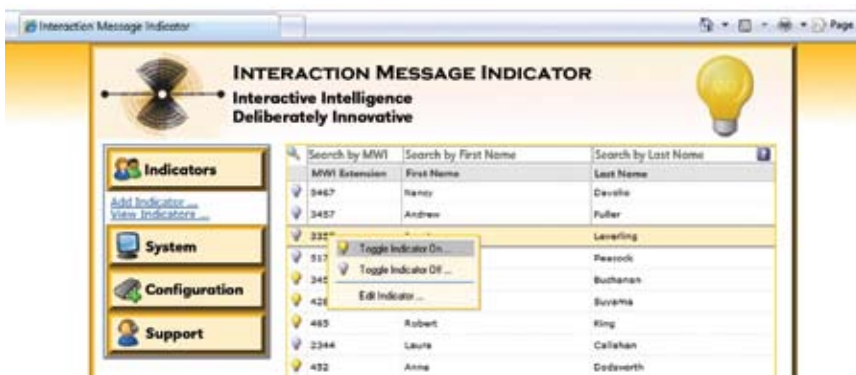 Interaction Message Indicator
Page
INTERACTION MESSAGE INDICATOR
Interactive Intelligence
Deliberately Innovative
Search by MWI Search by First Name Search by Last Name
MWI Extension First Name Last Name
Indicators
Add Indicator ...
View Indicators ...
System
Configuration
Support
5467 Nancy Davolio
3457 Andrew Fuller
Leverling
Toggle Indicator On ...
517 Peacock
Toggle Indicator Off ...
Buchanan
Edit Indicator ...
Suyama
465 Robert King
2344 Laura Callahan
452 Anne Dodsworth